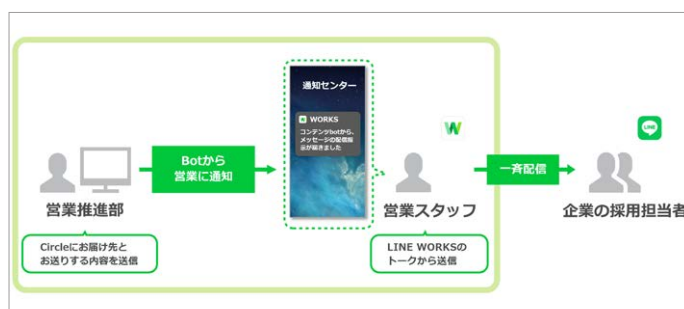 通知センター
WORKS
コンテンツbotから、
メッセージの配信指
示が届きました
W
LINE
Botから
営業に通知
一斉配信
営業推進部
営業スタッフ
企業の採用担当者
Circleにお届け先と
お送りする内容を送信
LINE WORKSの
トークから送信